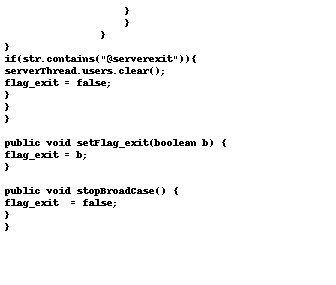 }
}
}
}
if(str.contains("@serverexit")){
serverThread.users.clear();
flag_exit = false;
}
}
}
public void setFlag_exit(boolean b) {
flag_exit = b;
}
public void stopBroadCase() {
flag_exit  = false;
}
}